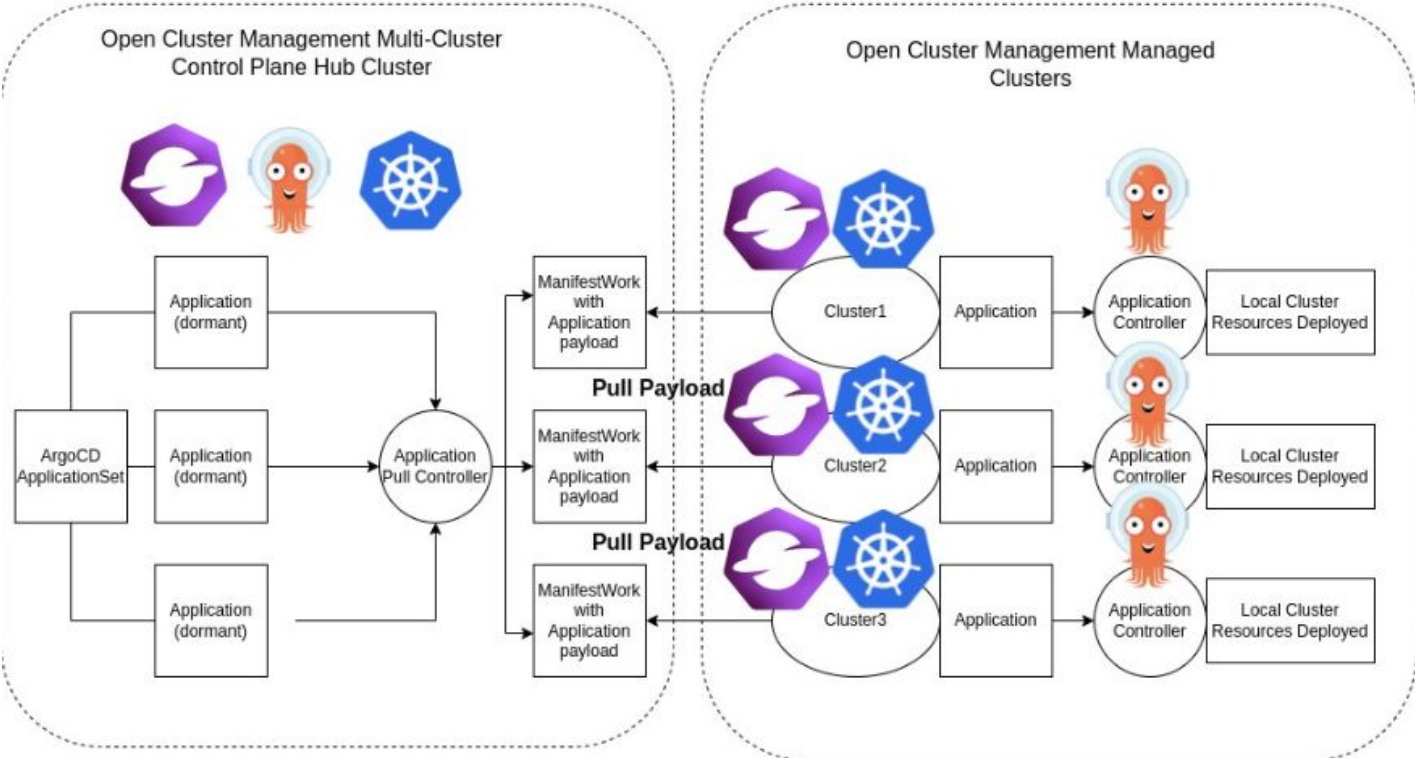 Open Cluster Management Multi-Cluster
Control Plane Hub Cluster
Application
(dormant)
ArgoCD
ApplicationSet
Application
(dormant)
Application
(dormant)
Application
Pull Controller
ManifestWork
with
Application
payload
ManifestWork
with
Application
payload
ManifestWork
with
Application
payload
Pull Payload
Pull Payload
Open Cluster Management Managed
Clusters
Cluster1
Application
Application
Controller
Local Cluster
Resources Deployed
Cluster2
Application
Application
Controller
Local Cluster
Resources Deployed
Cluster3
Application
Application
Controller
Local Cluster
Resources Deployed